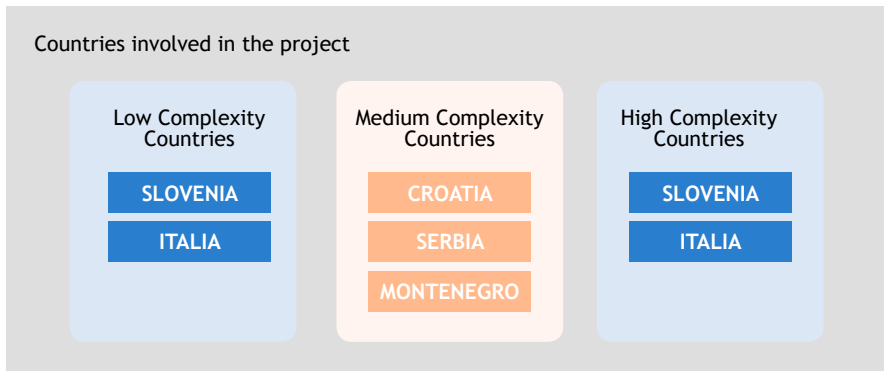 Countries involved in the project
Low Complexity
Countries
SLOVENIA
ITALIA
Medium Complexity
Countries
CROATIA
SERBIA
MONTENEGRO
High Complexity
Countries
SLOVENIA
ITALIA